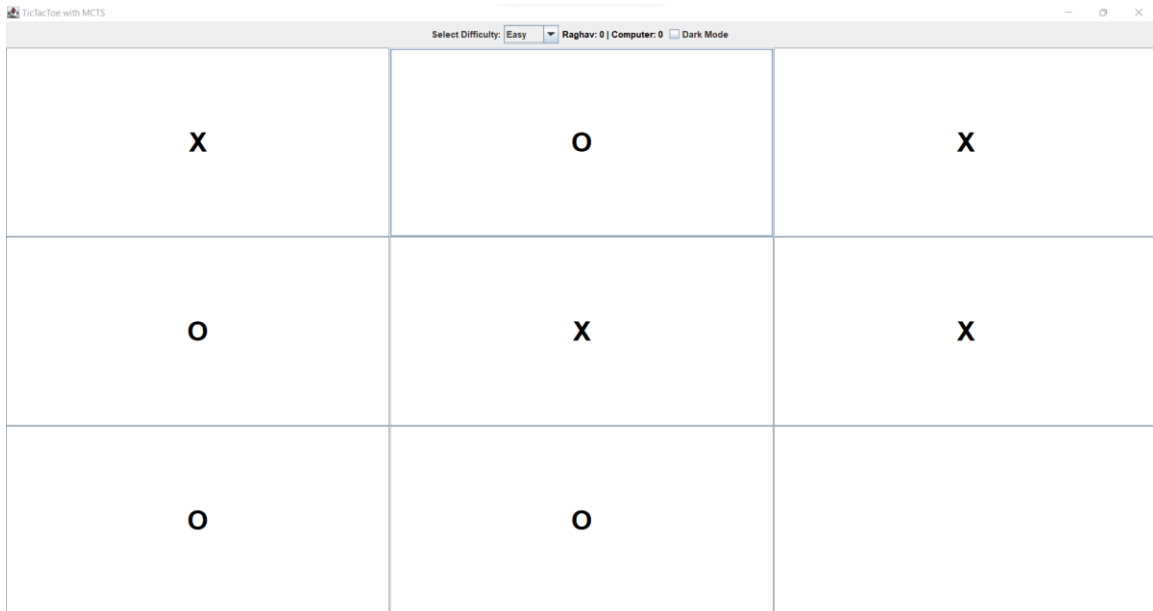 TicTacToe with MCTS
Select Difficulty: Easy Raghav: 0 | Computer: 0 Dark Mode
X O X
O X X
O O